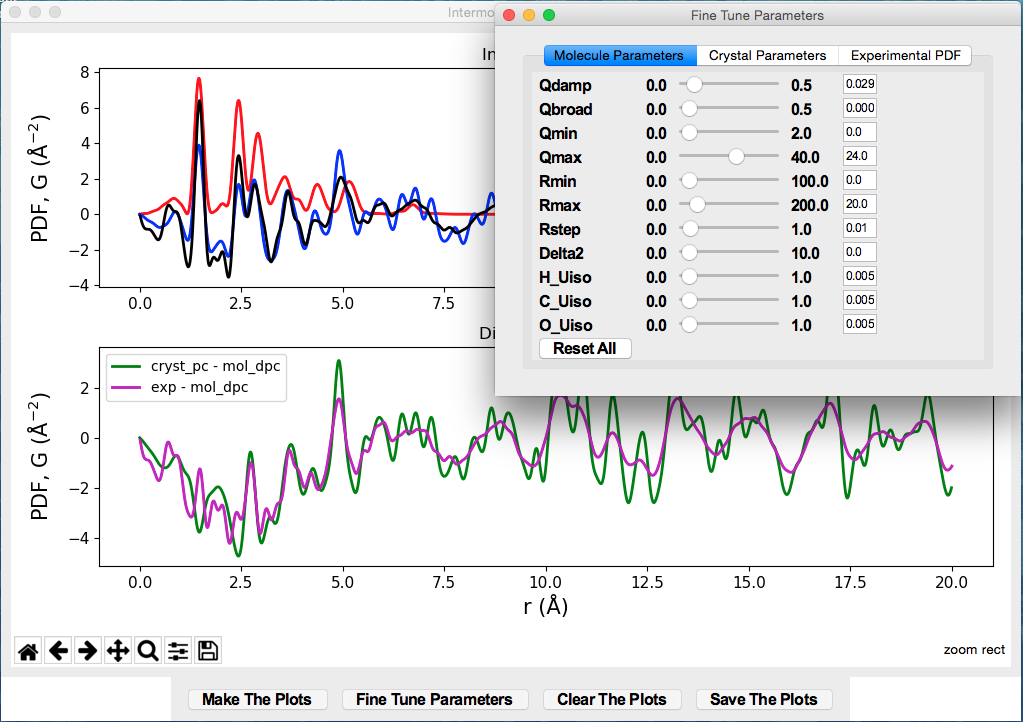 Intermo
Fine Tune Parameters
Molecule Parameters Crystal Parameters Experimental PDF
Qdamp 0.0 0.5 0.029
Qbroad 0.0 0.5 0.000
Qmin 0.0 2.0 0.0
Qmax 0.0 40.0 24.0
Rmin 0.0 100.0 0.0
Rmax 0.0 200.0 20.0
Rstep 0.0 1.0 0.01
Delta2 0.0 10.0 0.0
H_Uiso 0.0 1.0 0.005
C_Uiso 0.0 1.0 0.005
O_Uiso 0.0 1.0 0.005
Reset All
In
PDF, G (Å⁻²)
8
6
4
2
0
−2
−4
0.0 2.5 5.0 7.5
Di
PDF, G (Å⁻²)
cryst_pc - mol_dpc
exp - mol_dpc
2
0
−2
−4
0.0 2.5 5.0 7.5 10.0 12.5 15.0 17.5 20.0
r (Å)
zoom rect
Make The Plots Fine Tune Parameters Clear The Plots Save The Plots